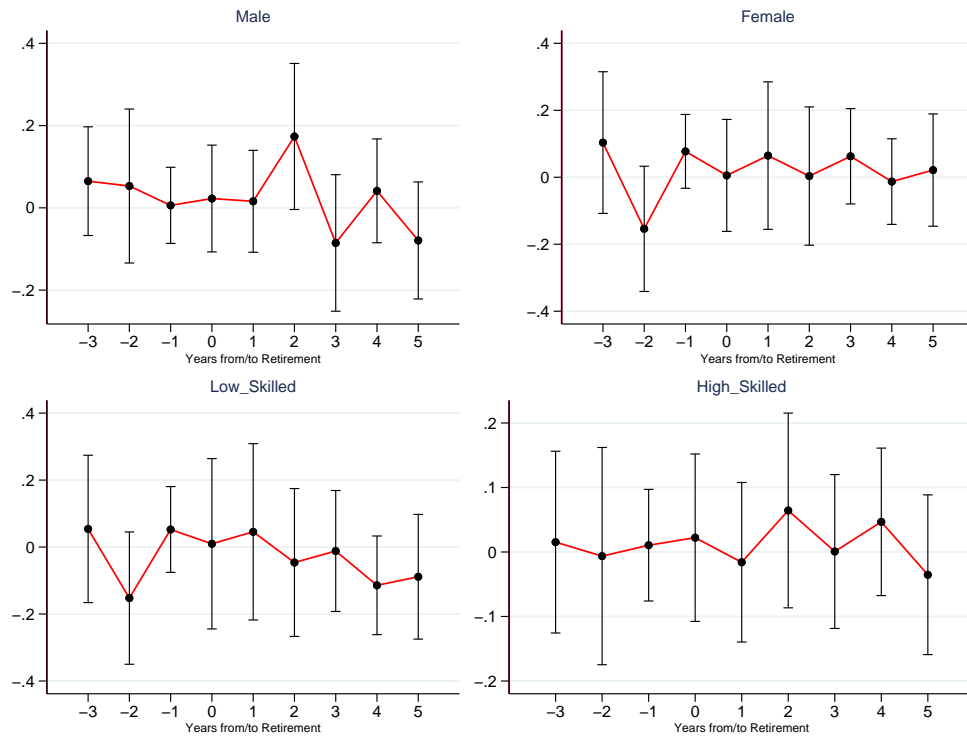 Male
.4
.2
0
−.2
−3 −2 −1 0 1 2 3 4 5
Years from/to Retirement
Female
.4
.2
0
−.2
−.4
−3 −2 −1 0 1 2 3 4 5
Years from/to Retirement
Low_Skilled
.4
.2
0
−.2
−.4
−3 −2 −1 0 1 2 3 4 5
Years from/to Retirement
High_Skilled
.2
.1
0
−.1
−.2
−3 −2 −1 0 1 2 3 4 5
Years from/to Retirement